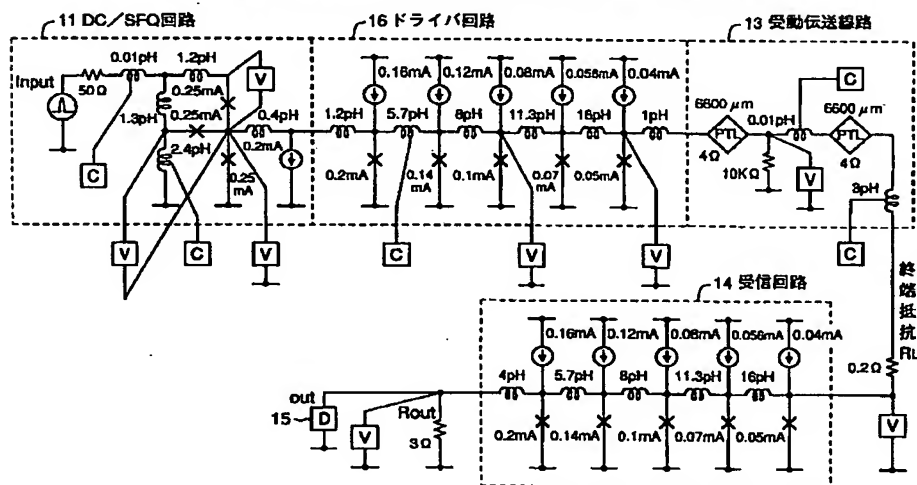 11 DC／SFQ回路
16 ドライバ回路
13 受動伝送線路
Input
50Ω
0.01pH
1.2pH
0.25mA
1.3pH
0.25mA
2.4pH
0.25
mA
0.4pH
0.2mA
V
C
V
C
V
0.16mA
0.12mA
0.08mA
0.056mA
0.04mA
1.2pH
5.7pH
8pH
11.3pH
16pH
1pH
0.2mA
0.14
mA
0.1mA
0.07
mA
0.05mA
C
V
V
6600 μm
PTL
4Ω
0.01pH
C
6600 μm
PTL
4Ω
10KΩ
V
3pH
C
終端抵抗RL
0.2Ω
V
14 受信回路
0.16mA
0.12mA
0.08mA
0.056mA
0.04mA
4pH
5.7pH
8pH
11.3pH
16pH
0.2mA
0.14mA
0.1mA
0.07mA
0.05mA
out
15
D
V
Rout
3Ω